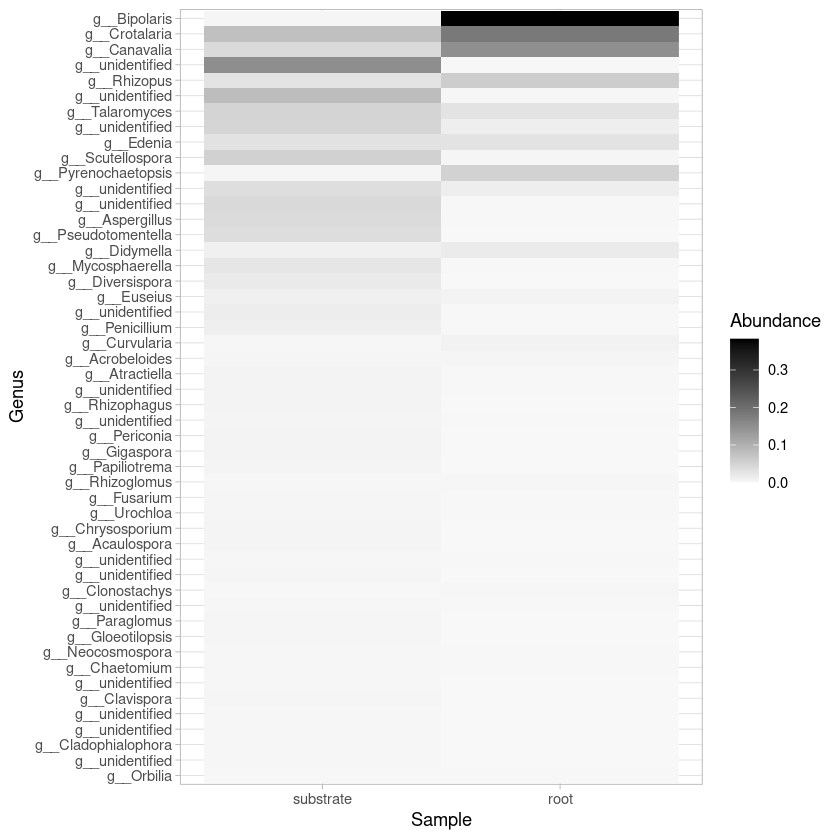 g__Bipolaris
g__Crotalaria
g__Canavalia
g__unidentified
g__Rhizopus
g__unidentified
g__Talaromyces
g__unidentified
g__Edenia
g__Scutellospora
g__Pyrenochaetopsis
g__unidentified
g__unidentified
g__Aspergillus
g__Pseudotomentella
g__Didymella
g__Mycosphaerella
g__Diversispora
g__Euseius
g__unidentified
g__Penicillium
g__Curvularia
g__Acrobeloides
g__Atractiella
g__unidentified
g__Rhizophagus
g__unidentified
g__Periconia
g__Gigaspora
g__Papiliotrema
g__Rhizoglomus
g__Fusarium
g__Urochloa
g__Chrysosporium
g__Acaulospora
g__unidentified
g__unidentified
g__Clonostachys
g__unidentified
g__Paraglomus
g__Gloeotilopsis
g__Neocosmospora
g__Chaetomium
g__unidentified
g__Clavispora
g__unidentified
g__unidentified
g__Cladophialophora
g__unidentified
g__Orbilia
Genus
substrate root
Sample
Abundance
0.3
0.2
0.1
0.0